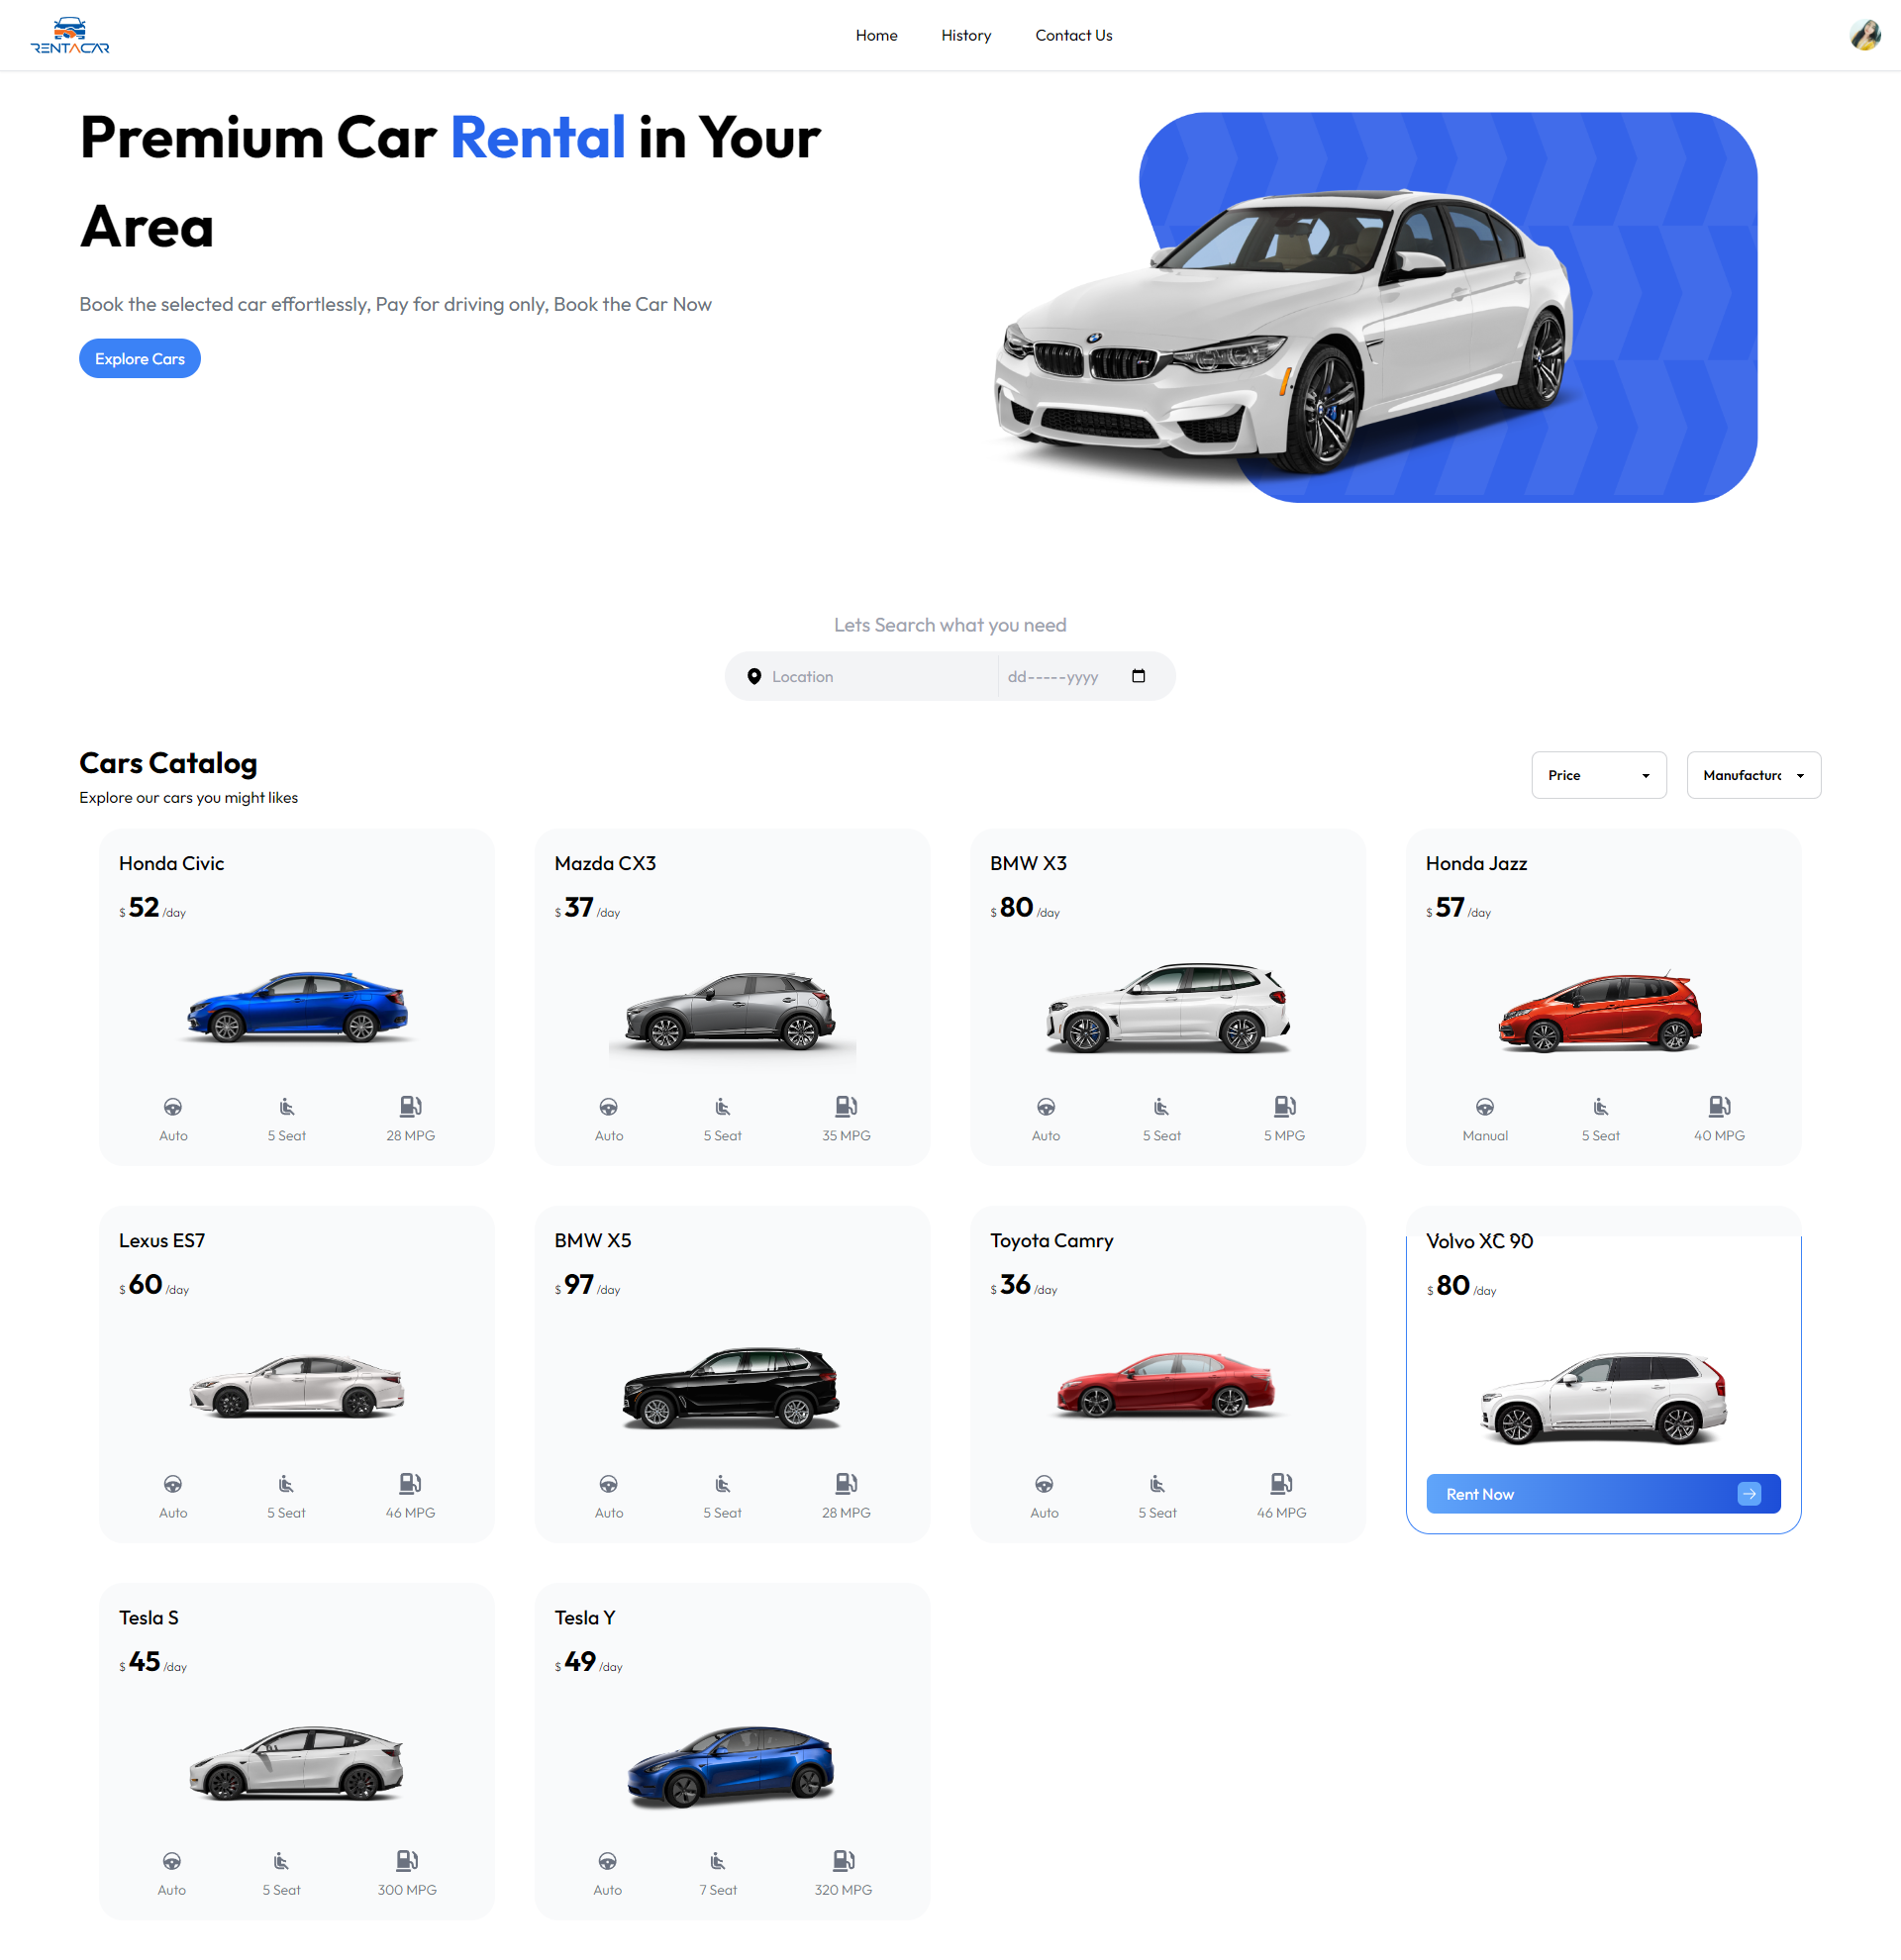 RENTACAR
Home History Contact Us
Premium Car Rental in Your
Area
Book the selected car effortlessly, Pay for driving only, Book the Car Now
Explore Cars
Lets Search what you need
Location dd-----yyyy
Cars Catalog
Explore our cars you might likes
Price Manufactur
Honda Civic
$ 52 /day
Auto 5 Seat 28 MPG
Mazda CX3
$ 37 /day
Auto 5 Seat 35 MPG
BMW X3
$ 80 /day
Auto 5 Seat 5 MPG
Honda Jazz
$ 57 /day
Manual 5 Seat 40 MPG
Lexus ES7
$ 60 /day
Auto 5 Seat 46 MPG
BMW X5
$ 97 /day
Auto 5 Seat 28 MPG
Toyota Camry
$ 36 /day
Auto 5 Seat 46 MPG
Volvo XC 90
$ 80 /day
Rent Now
Tesla S
$ 45 /day
Auto 5 Seat 300 MPG
Tesla Y
$ 49 /day
Auto 7 Seat 320 MPG